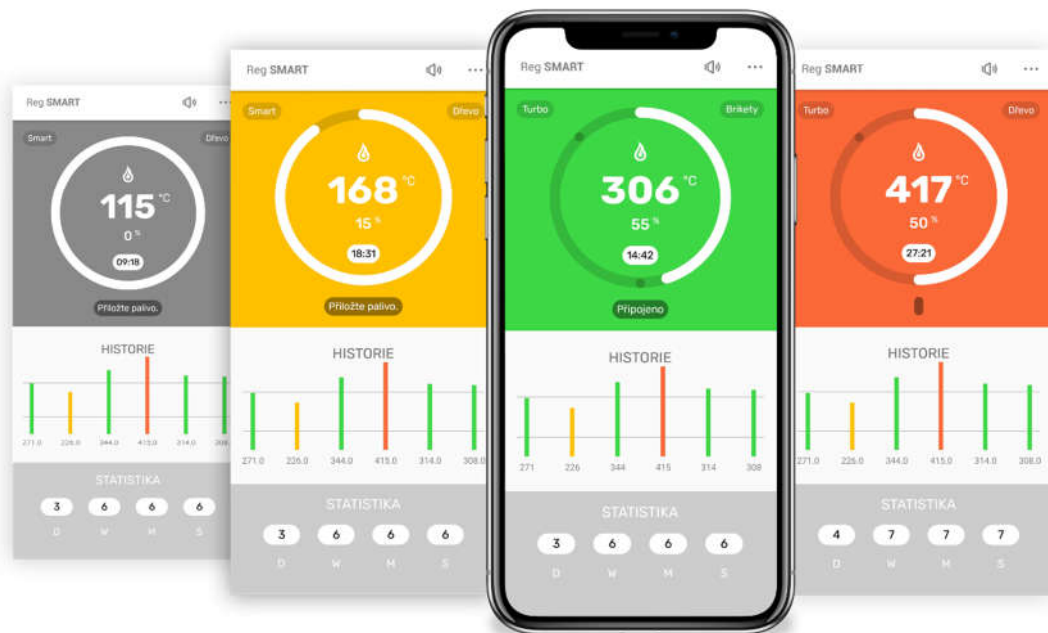 Reg SMART
Smart
Dřevo
115 °C
0 %
09:18
Přiložte palivo.
HISTORIE
271.0 226.0 344.0 415.0 314.0 308.
STATISTIKA
3 6 6 6
D W M S
Reg SMART
Smart
Dřevo
168 °C
15 %
18:31
Přiložte palivo.
HISTORIE
271.0 226.0 344.0 415.0 314.0 308.0
STATISTIKA
3 6 6 6
D W M S
Reg SMART
Turbo
Brikety
306 °C
55 %
14:42
Připojeno
HISTORIE
271 226 344 415 314 308
STATISTIKA
3 6 6 6
D W M S
Reg SMART
Turbo
Dřevo
417 °C
50 %
27:21
HISTORIE
271.0 226.0 344.0 415.0 314.0 308.0
STATISTIKA
4 7 7 7
D W M S